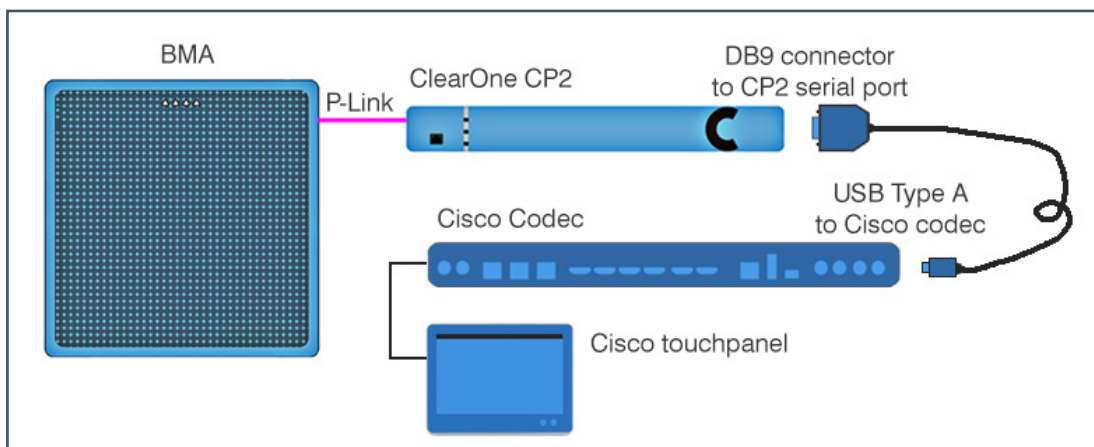 BMA
P-Link
ClearOne CP2
DB9 connector
to CP2 serial port
Cisco Codec
USB Type A
to Cisco codec
Cisco touchpanel